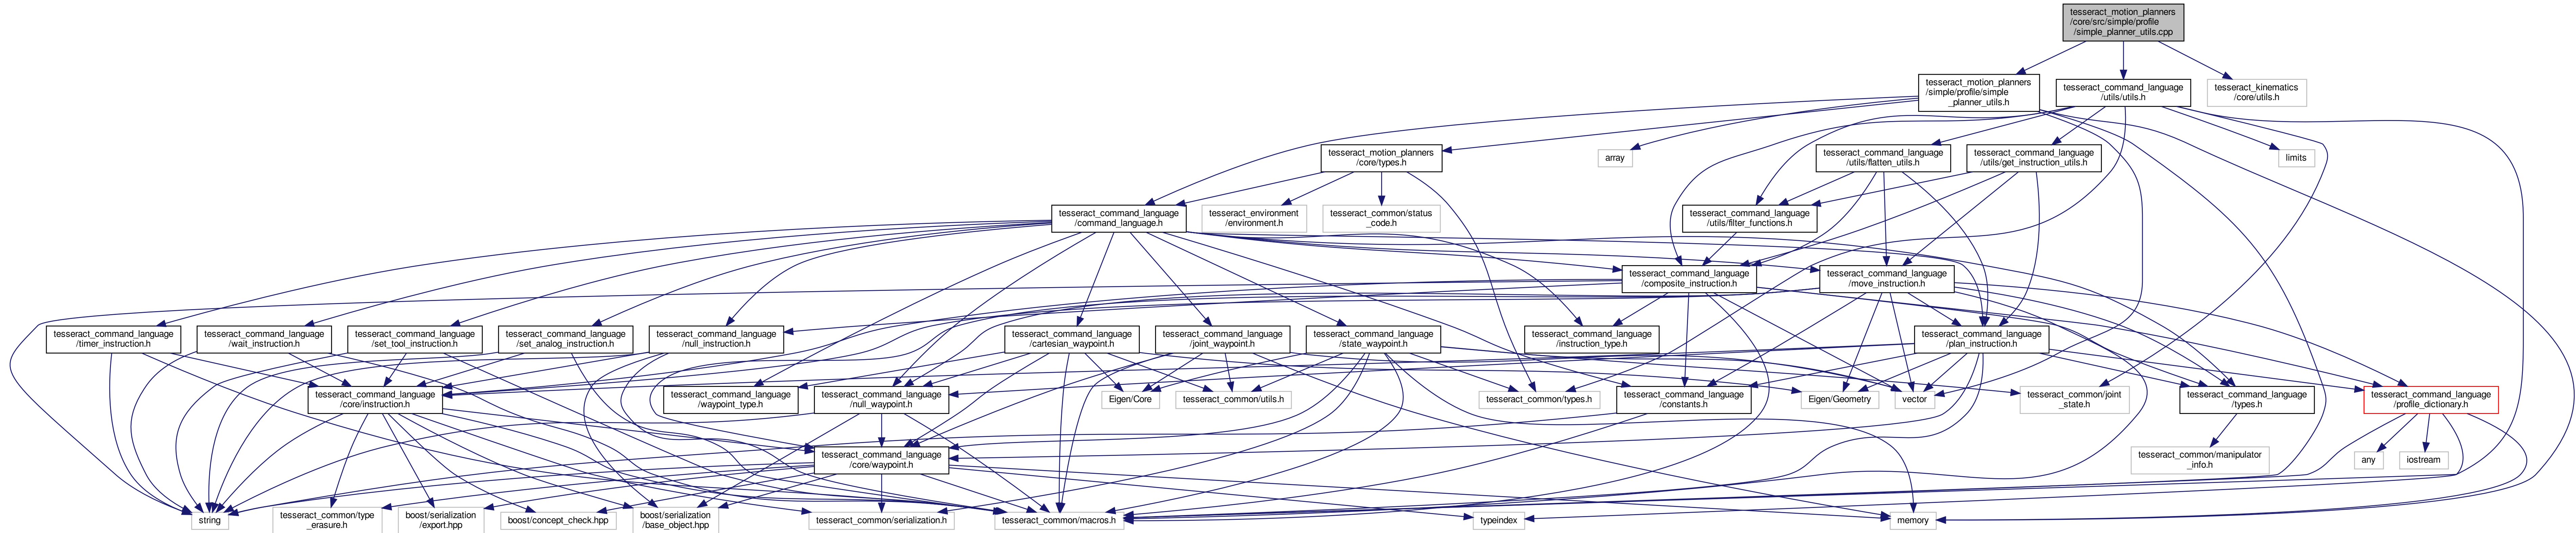 tesseract_motion_planners
/core/src/simple/profile
/simple_planner_utils.cpp
tesseract_motion_planners
/simple/profile/simple
_planner_utils.h
tesseract_command_language
/utils/utils.h
tesseract_kinematics
/core/utils.h
tesseract_motion_planners
/core/types.h
array
tesseract_command_language
/utils/flatten_utils.h
tesseract_command_language
/utils/get_instruction_utils.h
limits
tesseract_command_language
/command_language.h
tesseract_environment
/environment.h
tesseract_common/status
_code.h
tesseract_command_language
/utils/filter_functions.h
tesseract_command_language
/composite_instruction.h
tesseract_command_language
/move_instruction.h
tesseract_command_language
/timer_instruction.h
tesseract_command_language
/wait_instruction.h
tesseract_command_language
/set_tool_instruction.h
tesseract_command_language
/set_analog_instruction.h
tesseract_command_language
/null_instruction.h
tesseract_command_language
/cartesian_waypoint.h
tesseract_command_language
/joint_waypoint.h
tesseract_command_language
/state_waypoint.h
tesseract_command_language
/instruction_type.h
tesseract_command_language
/plan_instruction.h
tesseract_command_language
/core/instruction.h
tesseract_command_language
/waypoint_type.h
tesseract_command_language
/null_waypoint.h
Eigen/Core
tesseract_common/utils.h
tesseract_common/types.h
tesseract_command_language
/constants.h
Eigen/Geometry
vector
tesseract_common/joint
_state.h
tesseract_command_language
/types.h
tesseract_command_language
/profile_dictionary.h
tesseract_command_language
/core/waypoint.h
tesseract_common/manipulator
_info.h
any
iostream
string
tesseract_common/type
_erasure.h
boost/serialization
/export.hpp
boost/concept_check.hpp
boost/serialization
/base_object.hpp
tesseract_common/serialization.h
tesseract_common/macros.h
typeindex
memory